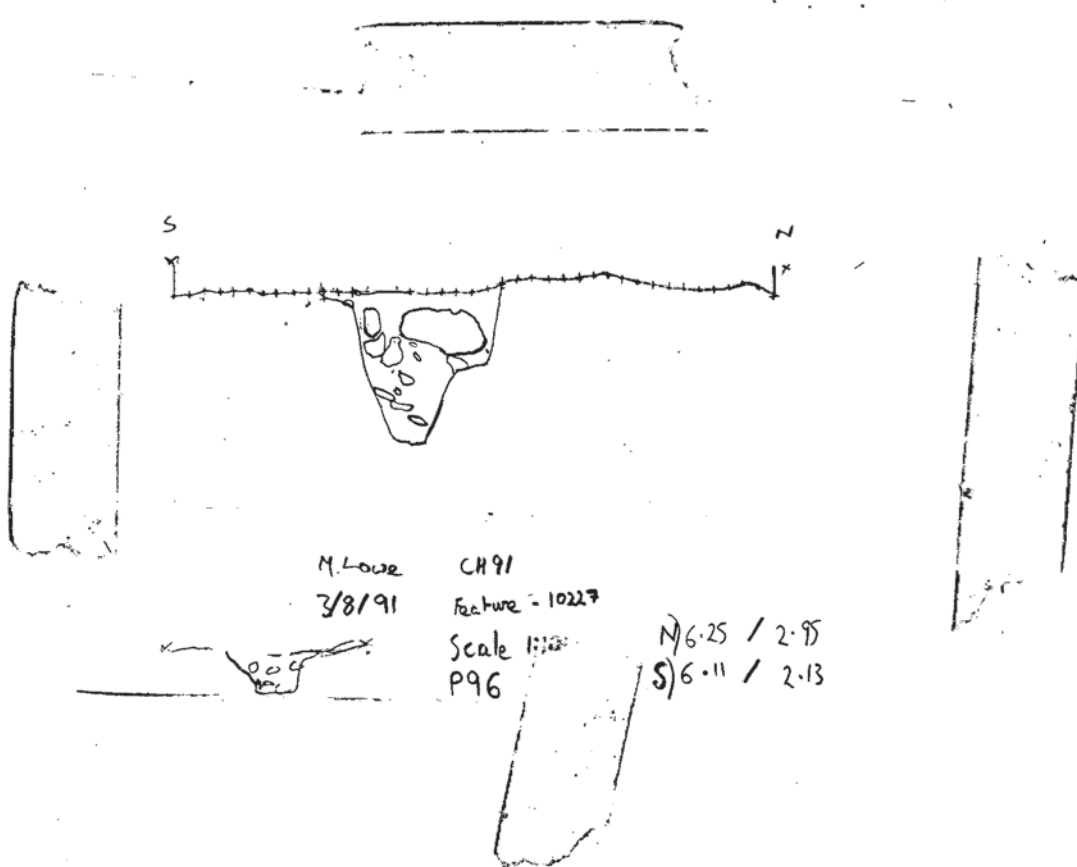 S
N
M. Lowe
3/8/91
CH91
Feature - 10227
Scale
P96
N) 6.25 / 2.95
S) 6.11 / 2.13